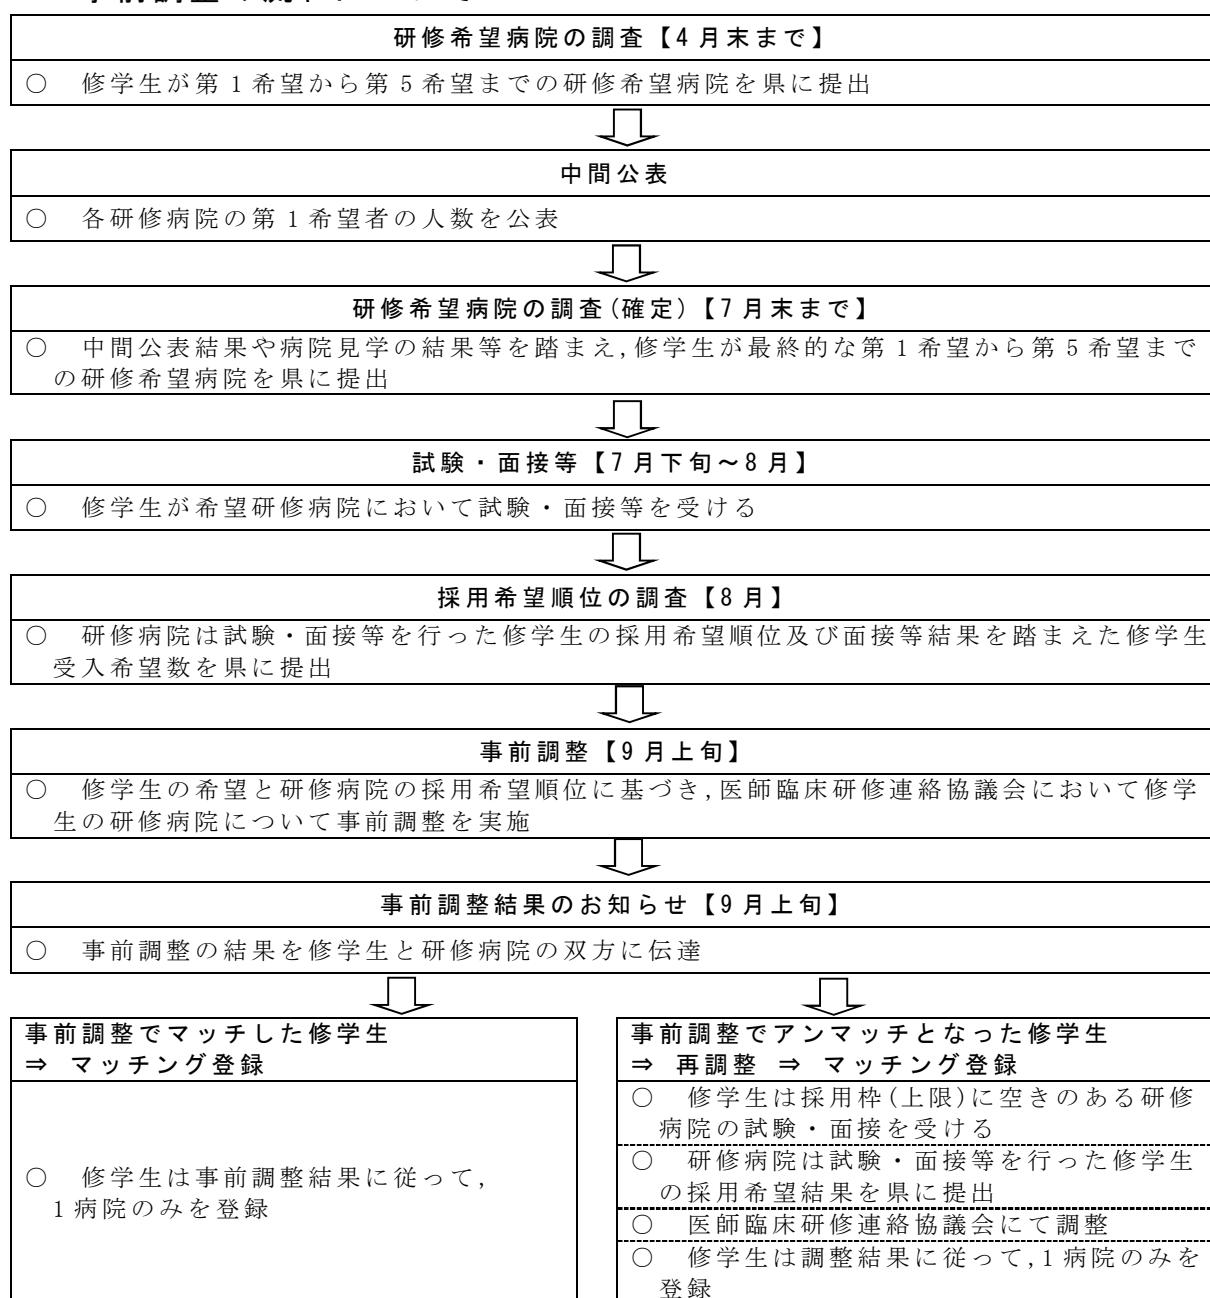 研修希望病院の調査【4月末まで】
○ 修学生が第1希望から第5希望までの研修希望病院を県に提出
中間公表
○ 各研修病院の第1希望者の人数を公表
研修希望病院の調査(確定)【7月末まで】
○ 中間公表結果や病院見学の結果等を踏まえ,修学生が最終的な第1希望から第5希望まで
の研修希望病院を県に提出
試験・面接等【7月下旬~8月】
○ 修学生が希望研修病院において試験・面接等を受ける
採用希望順位の調査【8月】
○ 研修病院は試験・面接等を行った修学生の採用希望順位及び面接等結果を踏まえた修学生
受入希望数を県に提出
事前調整【9月上旬】
○ 修学生の希望と研修病院の採用希望順位に基づき,医師臨床研修連絡協議会において修学
生の研修病院について事前調整を実施
事前調整結果のお知らせ【9月上旬】
○ 事前調整の結果を修学生と研修病院の双方に伝達
事前調整でマッチした修学生
⇒ マッチング登録
○ 修学生は事前調整結果に従って,
1病院のみを登録
事前調整でアンマッチとなった修学生
⇒ 再調整 ⇒ マッチング登録
○ 修学生は採用枠(上限)に空きのある研修
病院の試験・面接を受ける
○ 研修病院は試験・面接等を行った修学生
の採用希望結果を県に提出
○ 医師臨床研修連絡協議会にて調整
○ 修学生は調整結果に従って,1病院のみを
登録